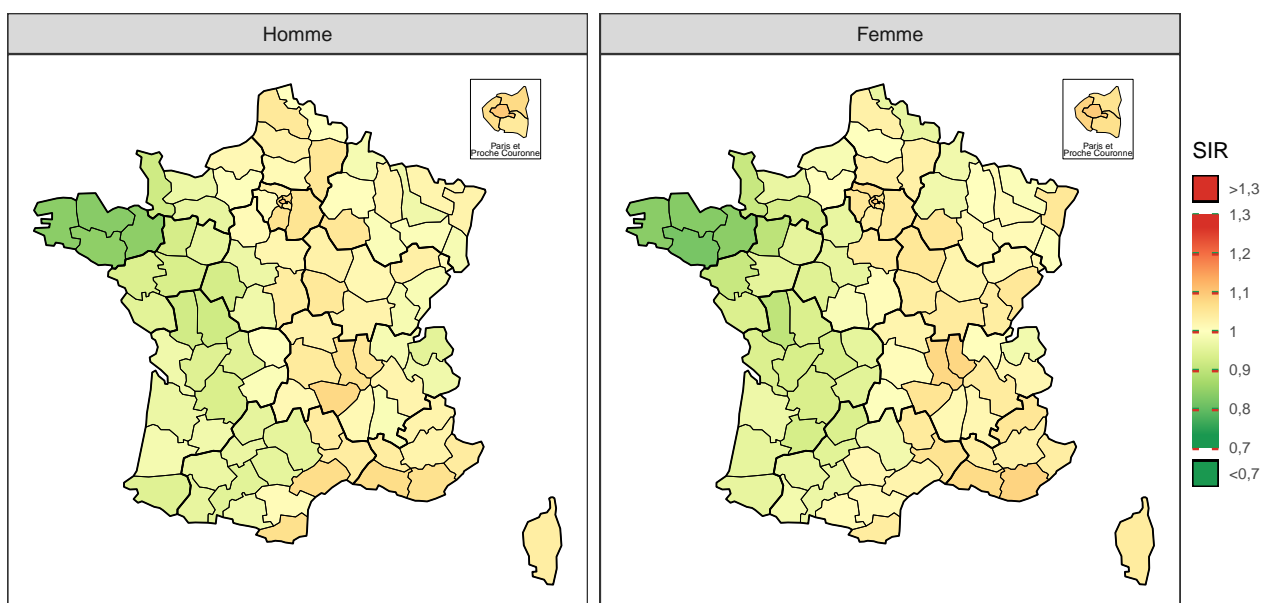 Homme
Femme
Paris et
Proche Couronne
Paris et
Proche Couronne
SIR
>1,3
1,3
1,2
1,1
1
0,9
0,8
0,7
<0,7